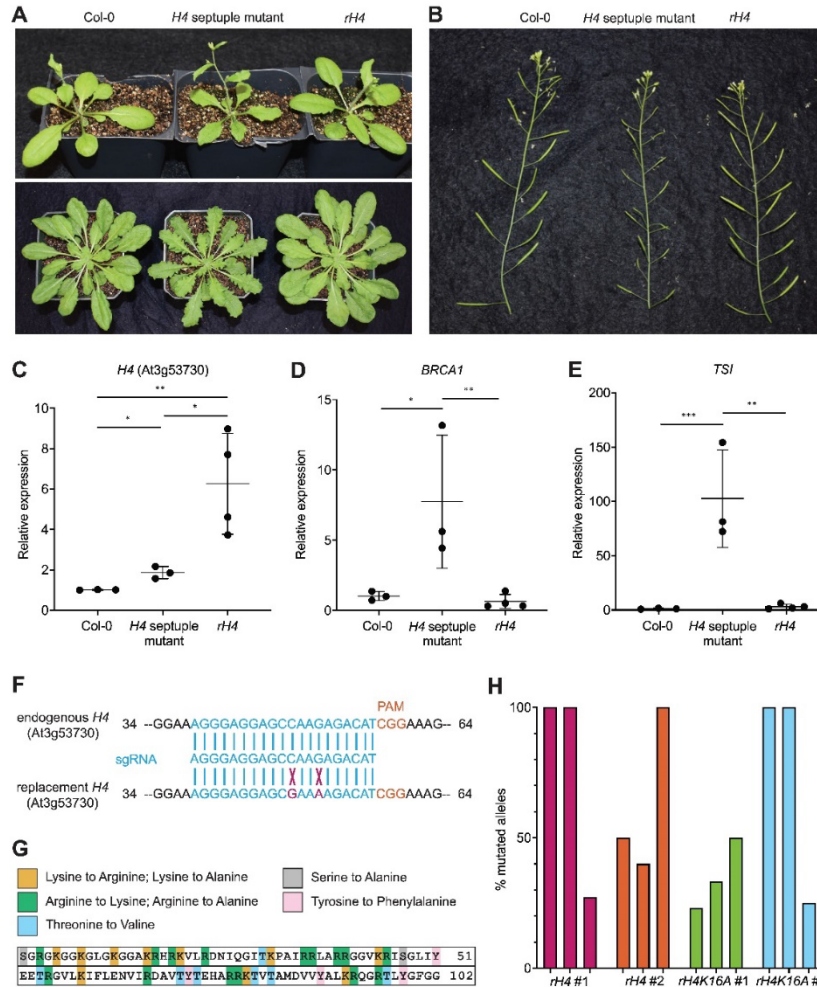 A
Col-0 H4 septuple mutant rH4
B
Col-0 H4 septuple mutant rH4
C
H4 (At3g53730)
**
*
*
10
8
6
4
2
0
Relative expression
Col-0 H4 septuple mutant rH4
D
BRCA1
*
**
15
10
5
0
Relative expression
Col-0 H4 septuple mutant rH4
E
TSI
***
**
200
150
100
50
0
Relative expression
Col-0 H4 septuple mutant rH4
F
PAM
endogenous H4 (At3g53730) 34 --GGAAAGGGAGGAGCCAAGAGACATCGGAAAG-- 64
sgRNA AGGGAGGAGCCAAGAGACAT
replacement H4 (At3g53730) 34 --GGAAAGGGAGGAGCGAAAAGACATCGGAAAG-- 64
G
Lysine to Arginine; Lysine to Alanine
Arginine to Lysine; Arginine to Alanine
Threonine to Valine
Serine to Alanine
Tyrosine to Phenylalanine
SGRGKGGKGLGKGGAKRHRKVLRDNIQGITKPAIRRLARRGGVKRISGLIY 51
EETRGVLKIFLENVIRDAVTYTEHARRKTVTAMDVVYALKRQGRTLYGFGG 102
H
100
50
0
% mutated alleles
rH4 #1 rH4 #2 rH4K16A #1 rH4K16A #